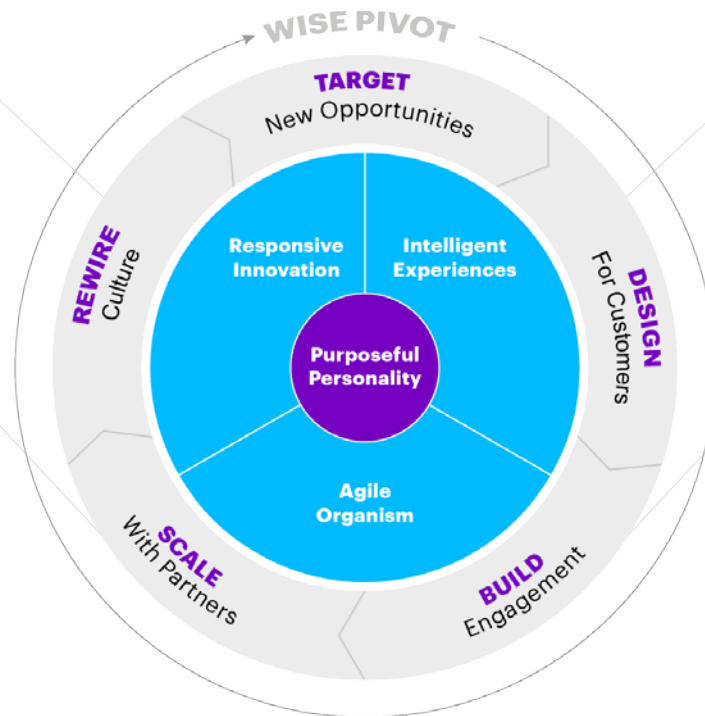 WISE PIVOT
TARGET
New Opportunities
DESIGN
For Customers
BUILD
Engagement
SCALE
With Partners
REWIRE
Culture
Responsive
Innovation
Intelligent
Experiences
Purposeful
Personality
Agile
Organism